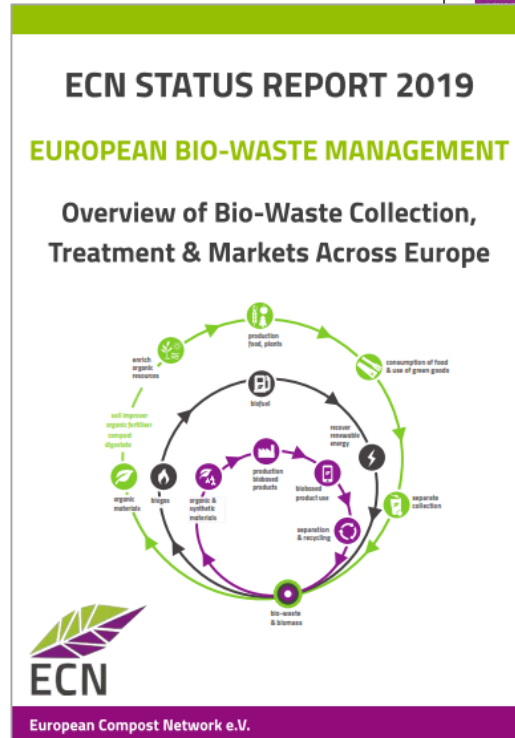 ECN STATUS REPORT 2019
EUROPEAN BIO-WASTE MANAGEMENT
Overview of Bio-Waste Collection,
Treatment & Markets Across Europe
production
food, plants
enrich
organic
resources
consumption of food
& use of green goods
biofuel
soil improver
organic fertiliser
compost
digestate
recover
renewable
energy
production
biobased
products
organic
materials
biogas
organic &
synthetic
materials
biobased
product use
separate
collection
separation
& recycling
bio-waste
& biomass
ECN
European Compost Network e.V.